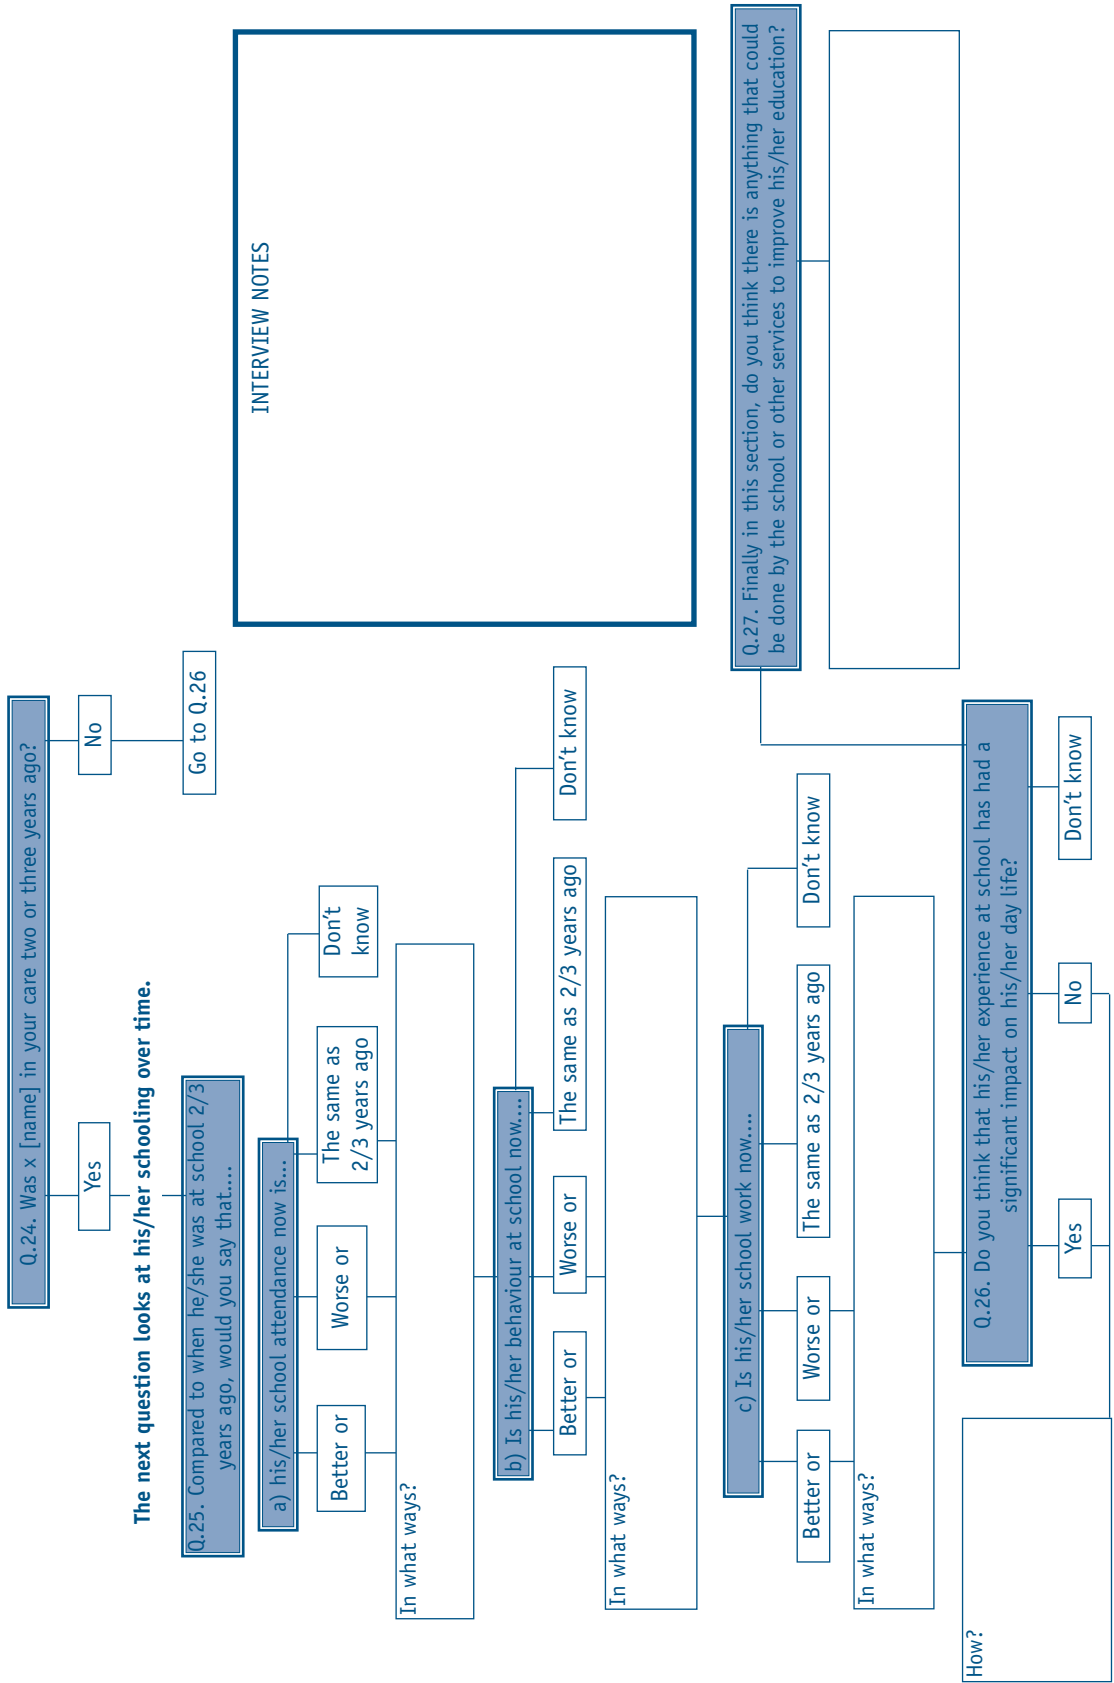 Q.24. Was x [name] in your care two or three years ago?
Yes
No
Go to Q.26
The next question looks at his/her schooling over time.
Q.25. Compared to when he/she was at school 2/3
years ago, would you say that....
a) his/her school attendance now is...
Better or
Worse or
The same as
2/3 years ago
Don't
know
In what ways?
b) Is his/her behaviour at school now....
Better or
Worse or
The same as 2/3 years ago
Don't know
In what ways?
c) Is his/her school work now....
Better or
Worse or
The same as 2/3 years ago
Don't know
In what ways?
Q.26. Do you think that his/her experience at school has had a
significant impact on his/her day life?
Yes
No
Don't know
How?
INTERVIEW NOTES
Q.27. Finally in this section, do you think there is anything that could
be done by the school or other services to improve his/her education?